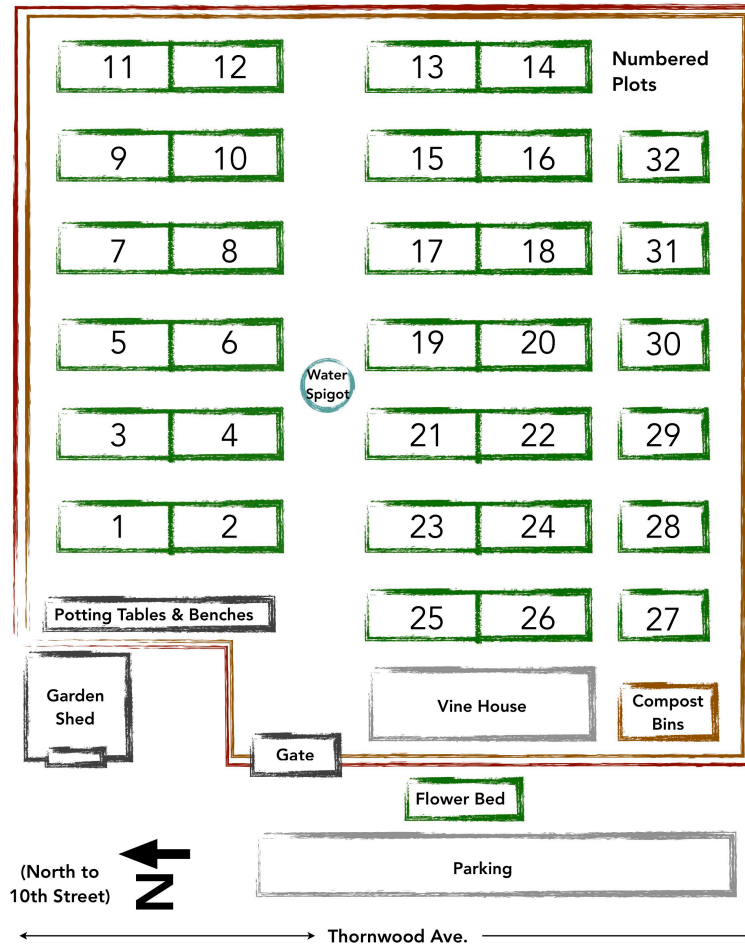 11 12 13 14 Numbered
Plots
9 10 15 16 32
7 8 17 18 31
5 6 19 20 30
Water
Spigot
3 4 21 22 29
1 2 23 24 28
Potting Tables & Benches
25 26 27
Garden
Shed
Vine House
Compost
Bins
Gate
Flower Bed
Parking
(North to
10th Street)
N
Thornwood Ave.